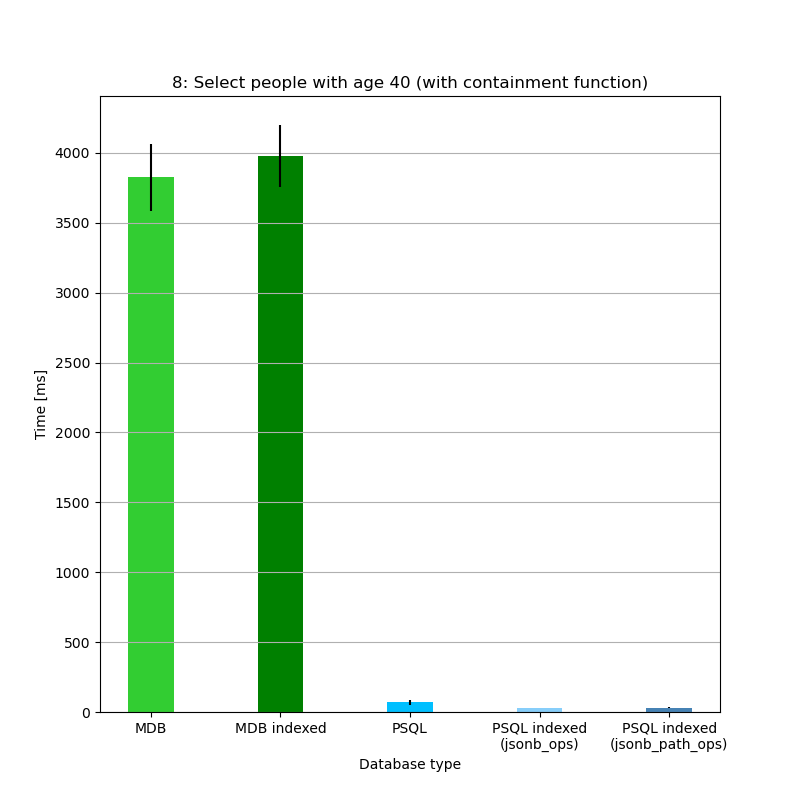 8: Select people with age 40 (with containment function)
4000
3500
3000
2500
2000
1500
1000
500
0
Time [ms]
MDB
MDB indexed
PSQL
PSQL indexed
(jsonb_ops)
PSQL indexed
(jsonb_path_ops)
Database type